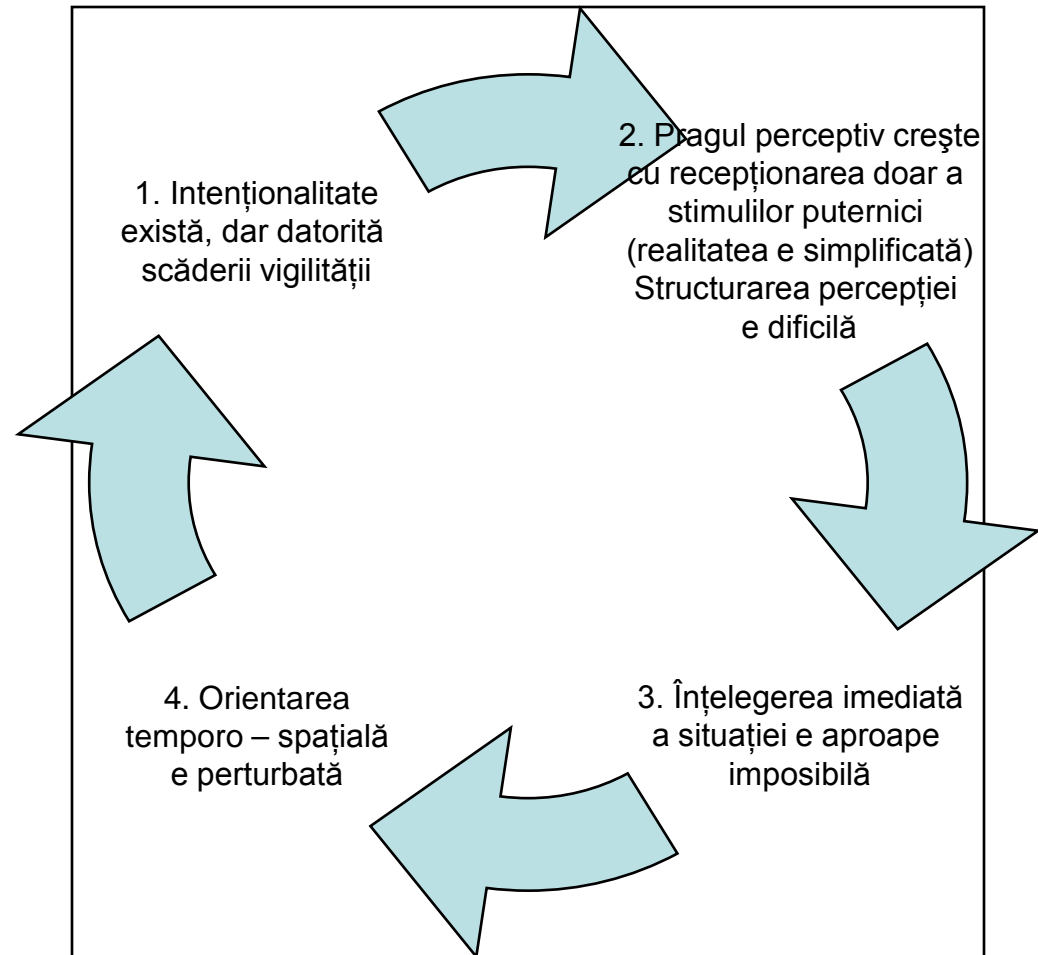 1. Intenționalitate
există, dar datorită
scăderii vigilității
2. Pragul perceptiv creşte
cu recepționarea doar a
stimulilor puternici
(realitatea e simplificată)
Structurarea percepției
e dificilă
3. Înțelegerea imediată
a situației e aproape
imposibilă
4. Orientarea
temporo – spațială
e perturbată